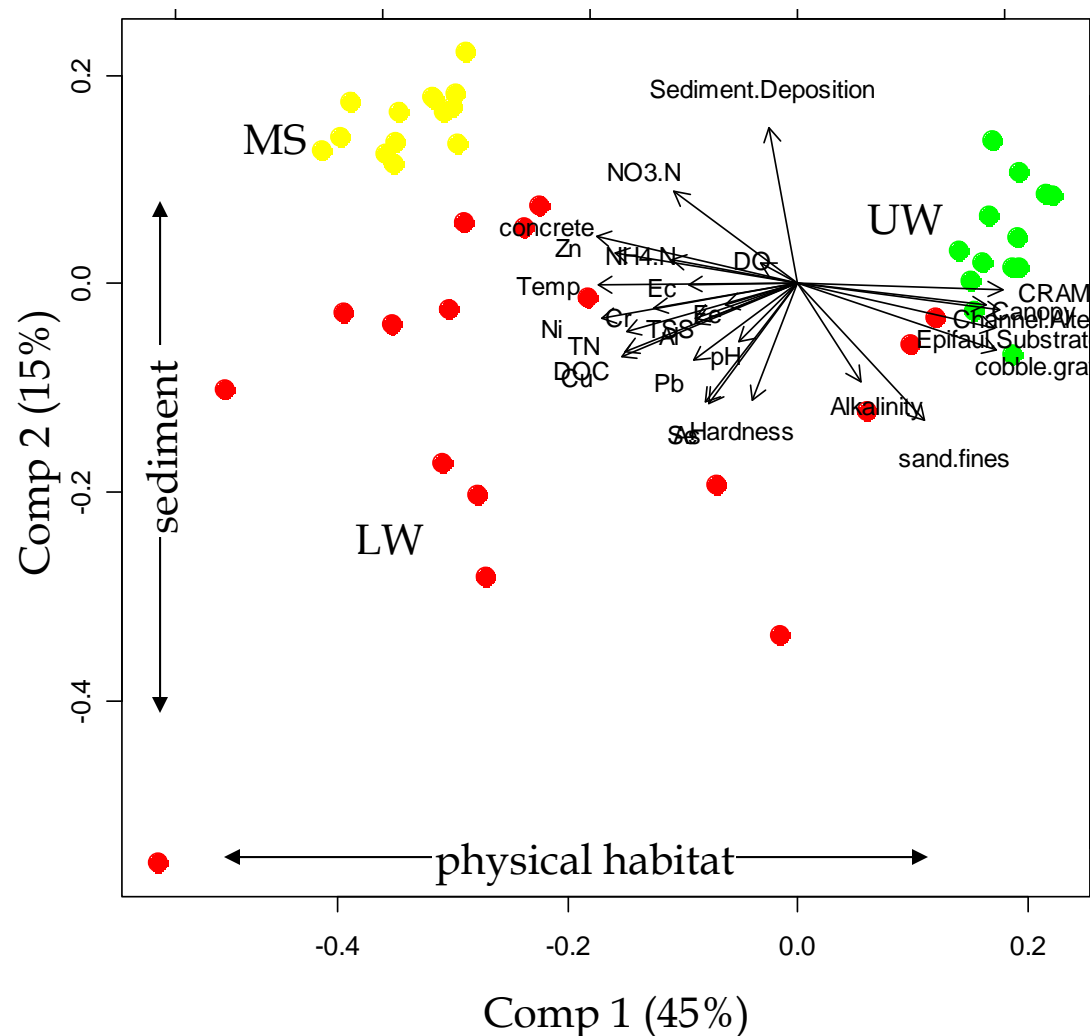 0.2
Sediment.Deposition
MS
NO3.N
UW
concrete
Zn
NH4.N
DO
0.0
Temp
Ec
CRAM
Canopy
Cr
Fe
Channel.Alte
Ni
TSS
Al
Epifaul.Substrat
TN
pH
DOC
cobble.gra
Cu
Pb
Alkalinity
Se
As
Hardness
sand.fines
-0.2
LW
sediment
Comp 2 (15%)
-0.4
physical habitat
-0.4
-0.2
0.0
0.2
Comp 1 (45%)